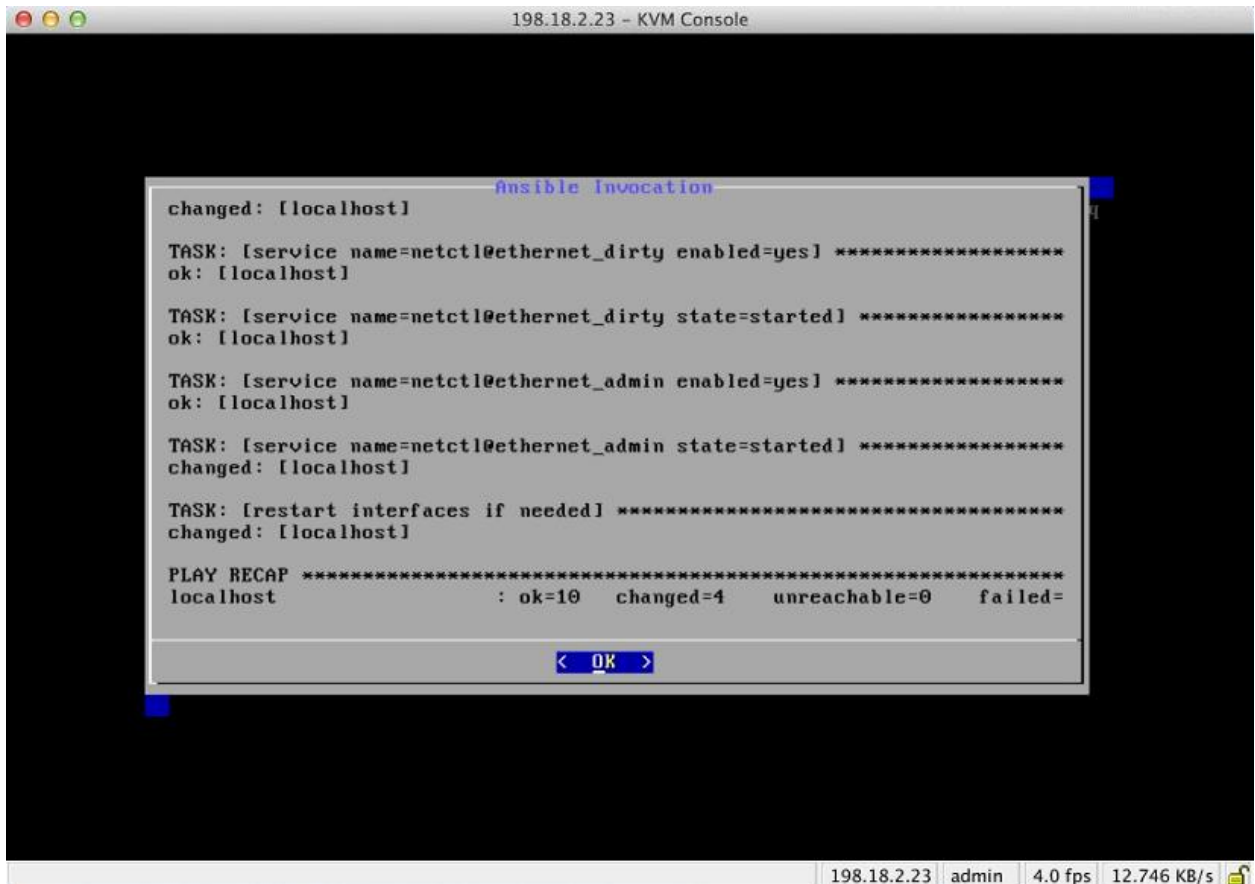 198.18.2.23 – KVM Console
Ansible Invocation
changed: [localhost]
q
TASK: [service name=netctl@ethernet_dirty enabled=yes] *******************
ok: [localhost]
TASK: [service name=netctl@ethernet_dirty state=started] *****************
ok: [localhost]
TASK: [service name=netctl@ethernet_admin enabled=yes] *******************
ok: [localhost]
TASK: [service name=netctl@ethernet_admin state=started] *****************
changed: [localhost]
TASK: [restart interfaces if needed] *************************************
changed: [localhost]
PLAY RECAP ***************************************************************
localhost : ok=10 changed=4 unreachable=0 failed=
< OK >
198.18.2.23 admin 4.0 fps 12.746 KB/s